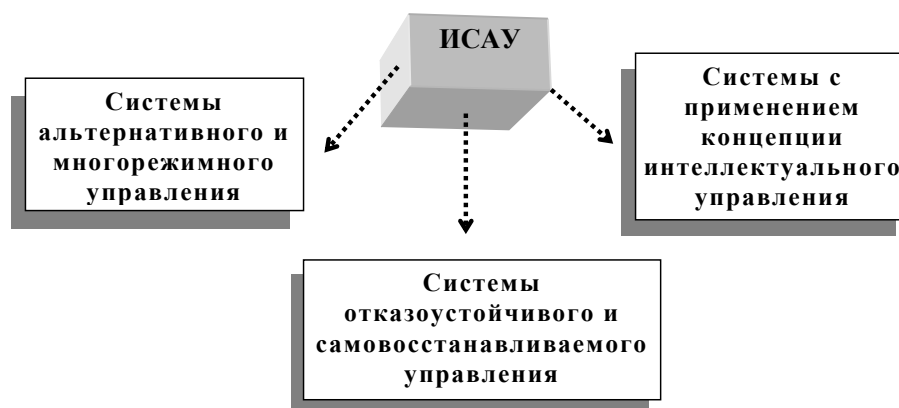 ИСАУ
Системы
альтернативного и
многорежимного
управления
Системы с
применением
концепции
интеллектуального
управления
Системы
отказоустойчивого и
самовосстанавливаемого
управления